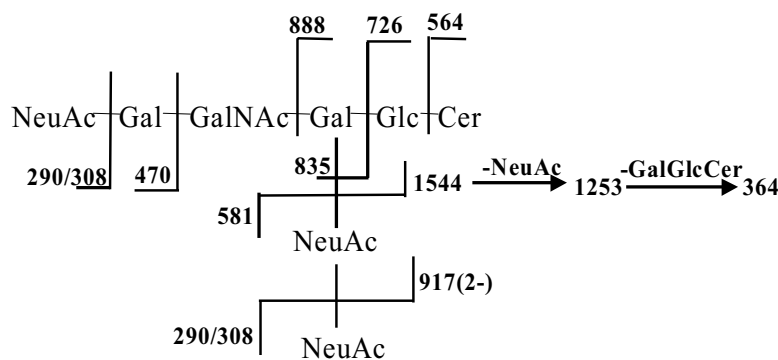 888 726 564
NeuAc Gal GalNAc Gal Glc Cer
290/308 470 835 1544 -NeuAc 1253 -GalGlcCer 364
581
NeuAc
917(2-)
290/308
NeuAc